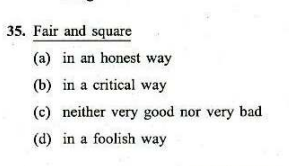 35. Fair and square
(a) in an honest way
(b) in a critical way
(c) neither very good nor very bad
(d) in a foolish way